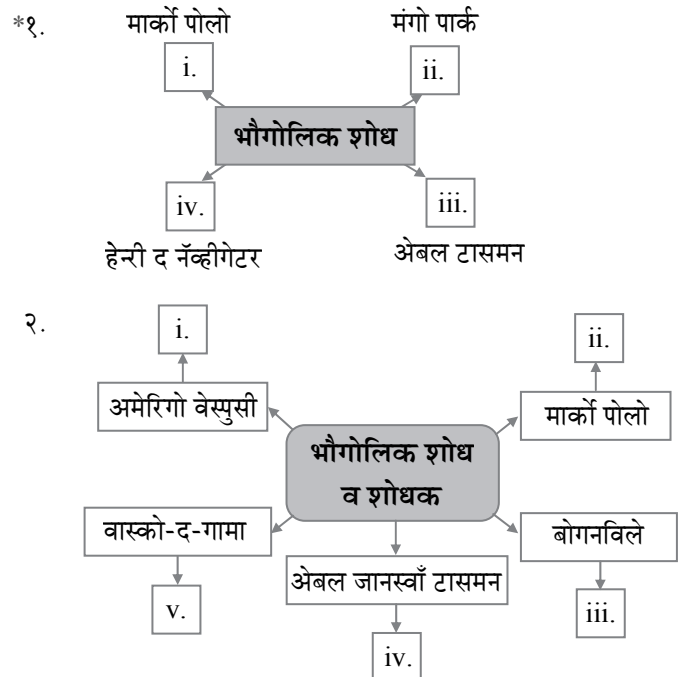 *१. मार्को पोलो मंगो पार्क
i. ii.
भौगोलिक शोध
iv. iii.
हेन्री द नॅव्हीगेटर अ‍ेबल टासमन
२. i. ii.
अमेरिगो वेस्पुसी मार्को पोलो
भौगोलिक शोध
व शोधक
वास्को-द-गामा बोगनविले
अ‍ेबल जानस्वाँ टासमन
v. iii.
iv.